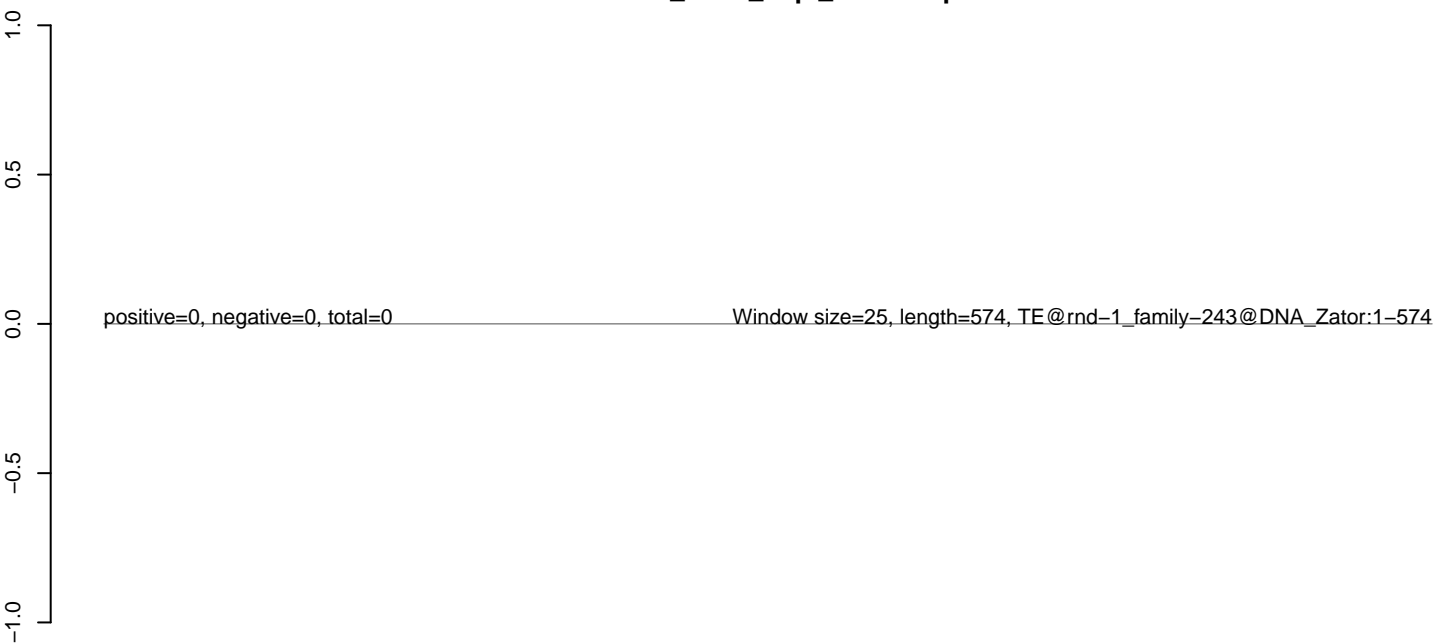 1.0
0.5
0.0
−0.5
−1.0
positive=0, negative=0, total=0
Window size=25, length=574, TE@rnd−1_family−243@DNA_Zator:1−574